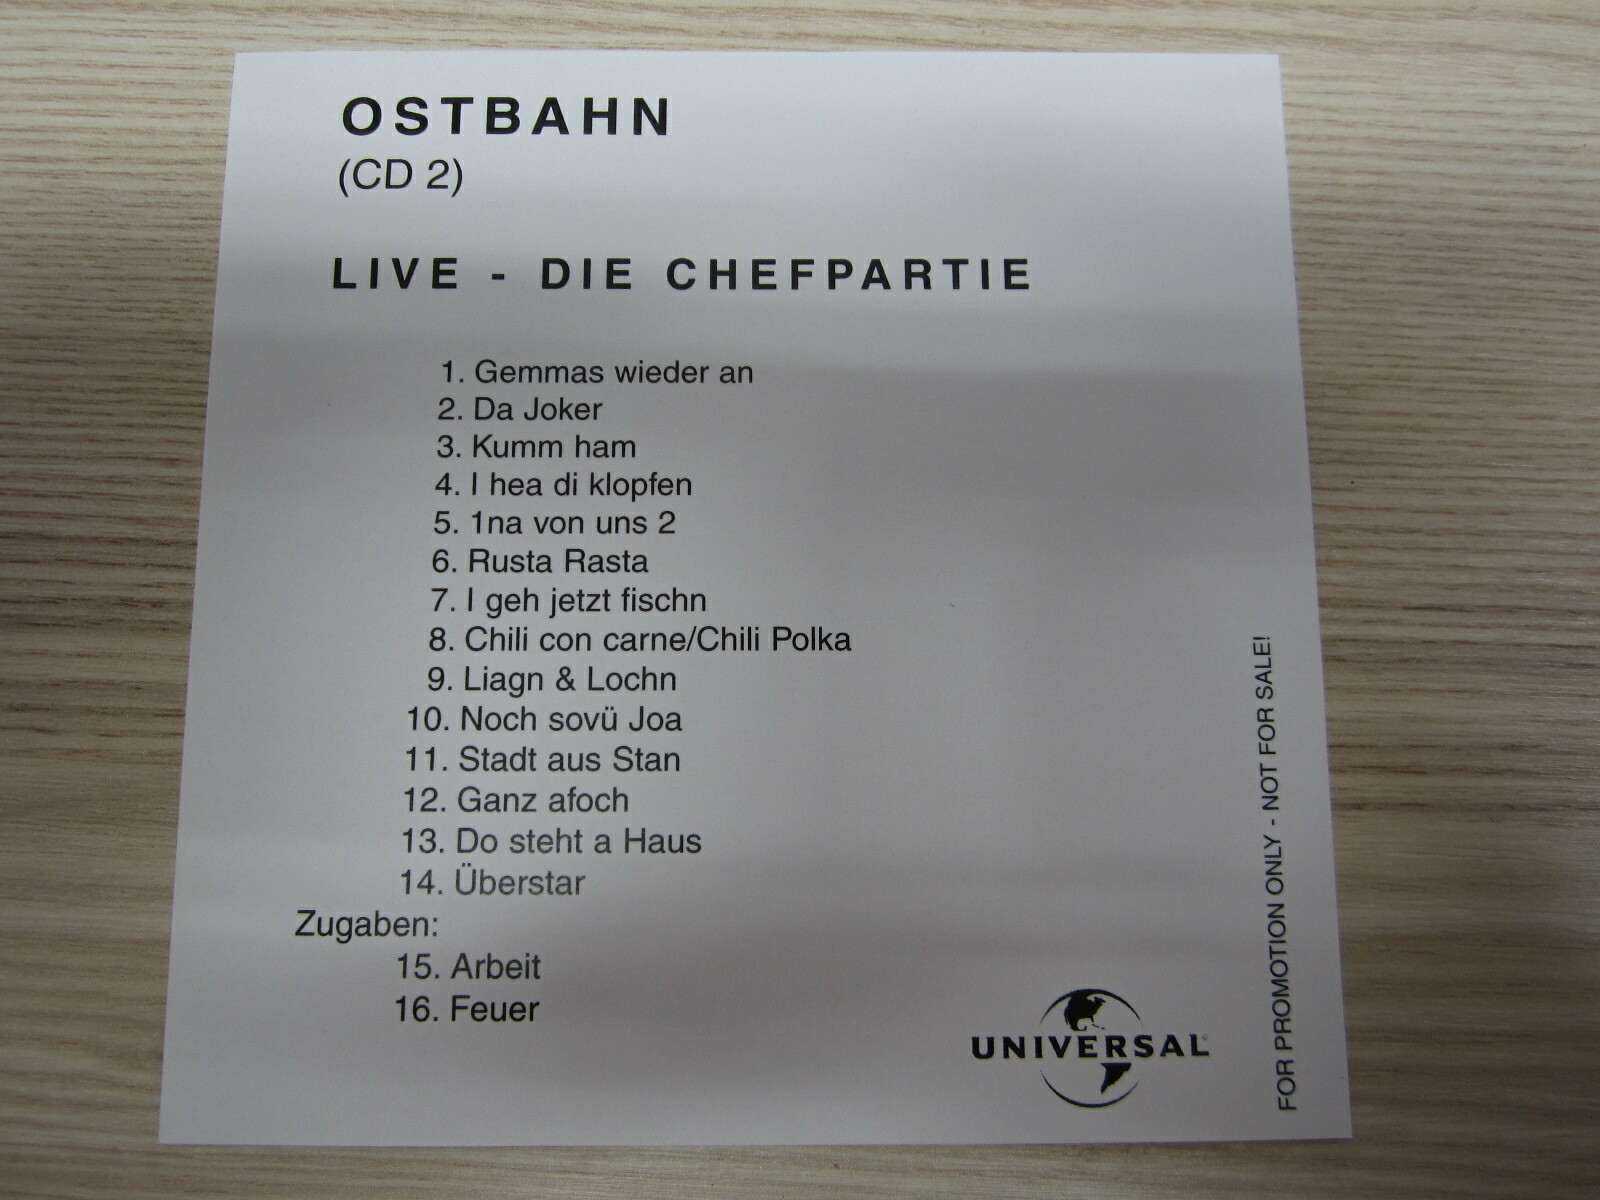 OSTBAHN
(CD 2)
LIVE - DIE CHEFPARTIE
1. Gemmas wieder an
2. Da Joker
3. Kumm ham
4. I hea di klopfen
5. 1na von uns 2
6. Rusta Rasta
7. I geh jetzt fischn
8. Chili con carne/Chili Polka
9. Liagn & Lochn
10. Noch sovü Joa
11. Stadt aus Stan
12. Ganz afoch
13. Do steht a Haus
14. Überstar
Zugaben:
15. Arbeit
16. Feuer
UNIVERSAL
FOR PROMOTION ONLY - NOT FOR SALE!